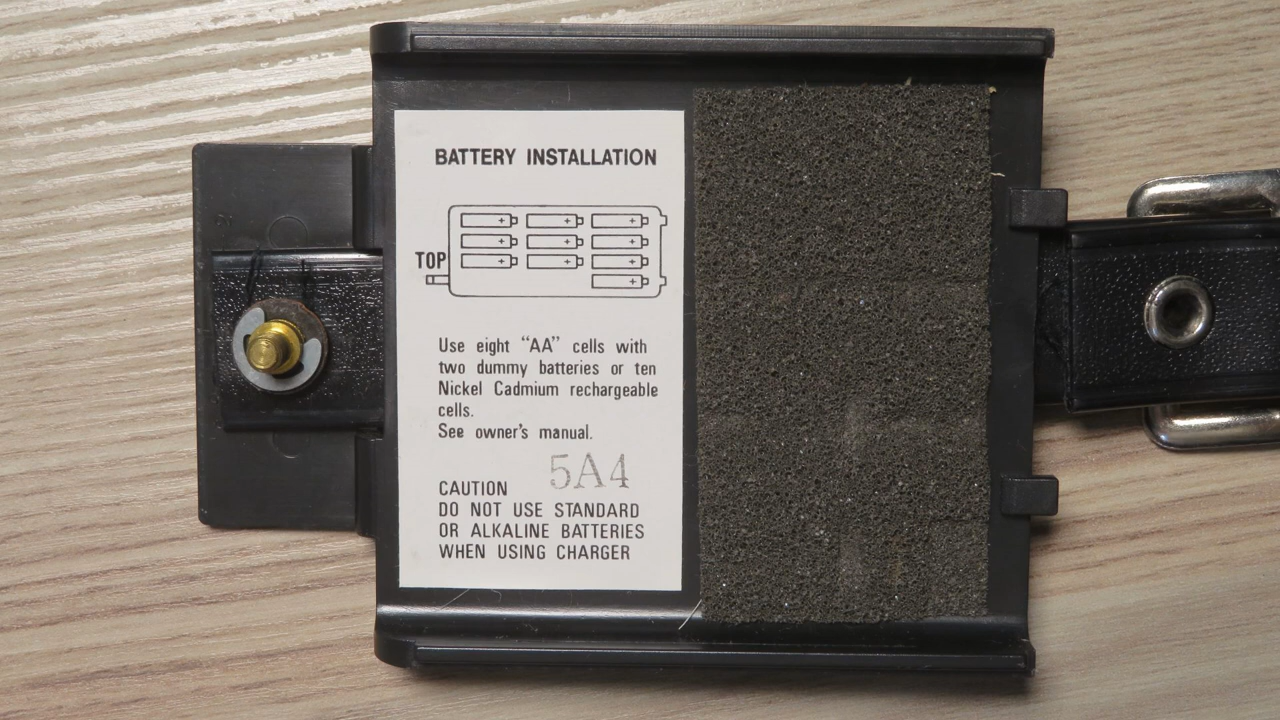 BATTERY INSTALLATION
TOP
Use eight “AA” cells with
two dummy batteries or ten
Nickel Cadmium rechargeable
cells.
See owner's manual.
5A4
CAUTION
DO NOT USE STANDARD
OR ALKALINE BATTERIES
WHEN USING CHARGER